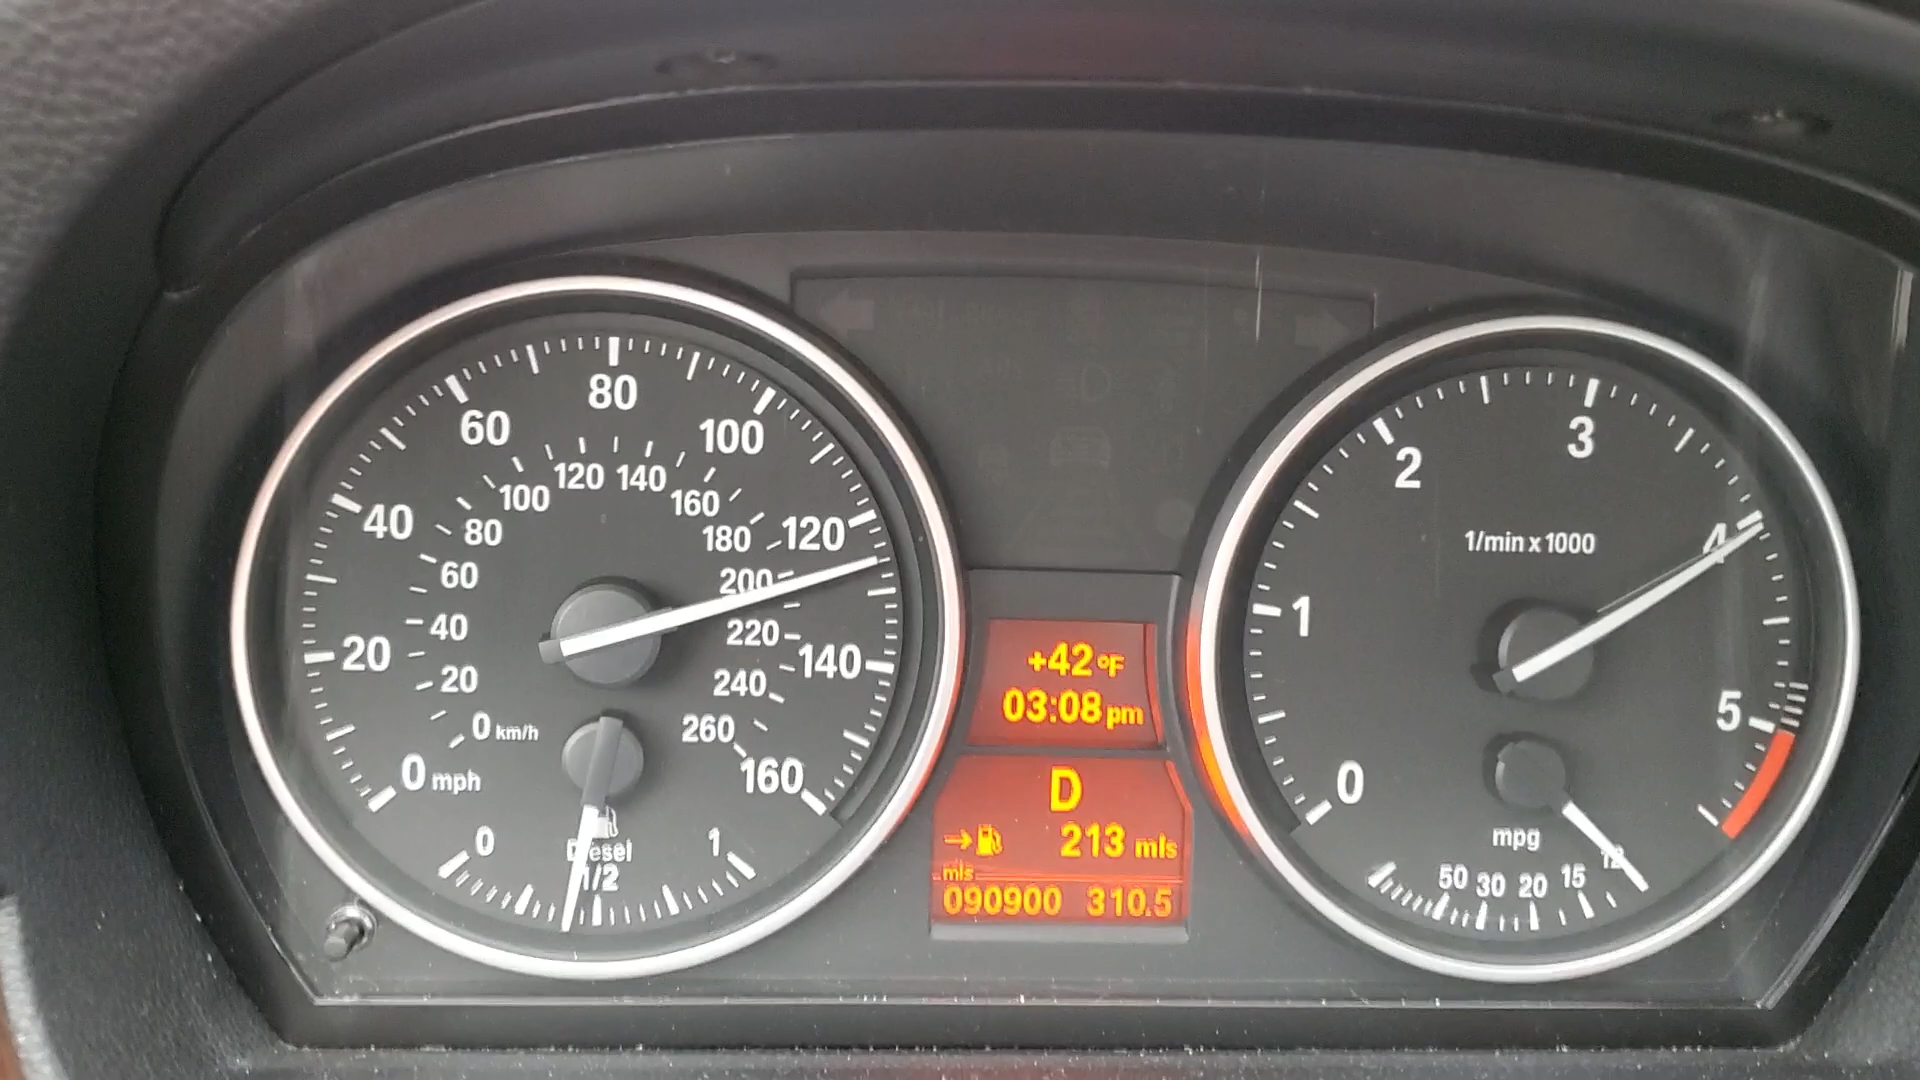 80
60
100
40
120
20
140
0 mph
160
120
140
100
160
80
180
60
200
40
220
20
240
0 km/h
260
0
Diesel
1/2
1
+42°F
03:08 pm
D
213 mls
mls
090900 310.5
3
2
4
1/min x 1000
1
5
0
mpg
50 30 20 15 12